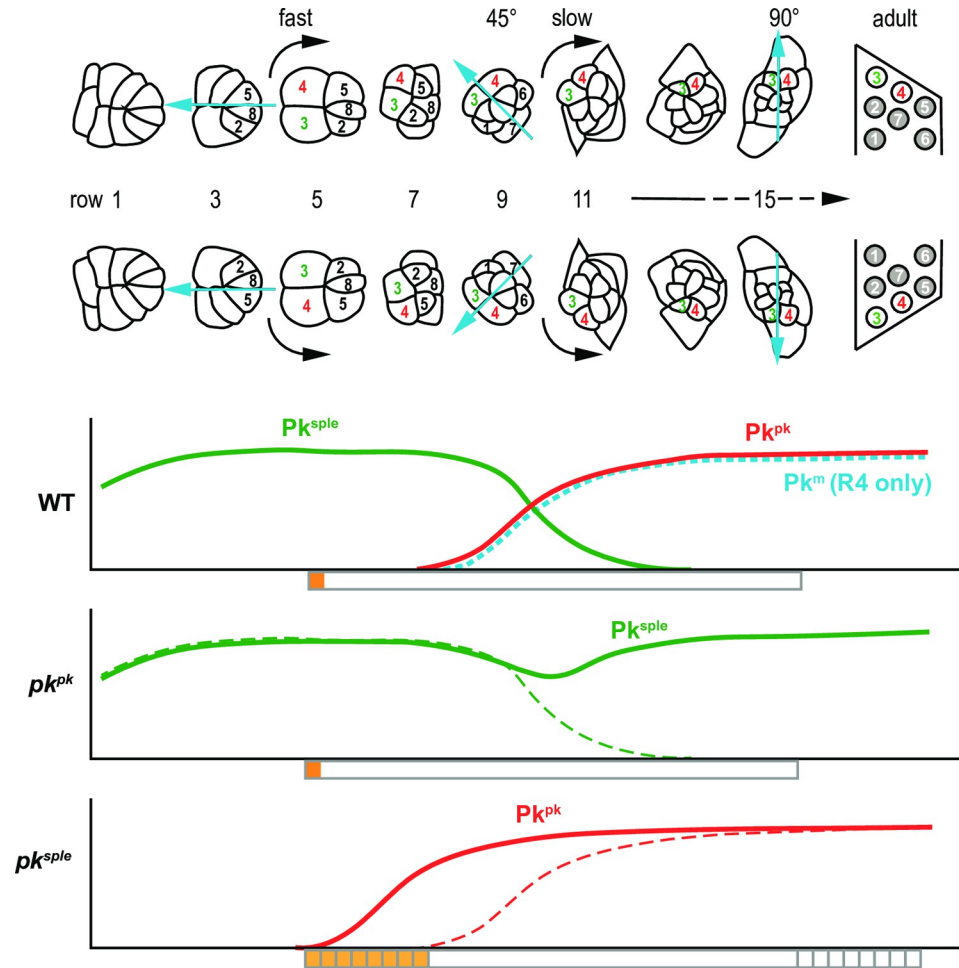 fast 45° slow 90° adult
4 5 8 3 2
5 8 2
4 5 3 8 2
4 3 6 1 7
4 3
3 4
3 4
3 4 2 5 7 1 6
row 1 3 5 7 9 11 15
2 8 5
3 2 8 4 5
2 3 8 5 4
1 7 3 6 4
3 4
3 4
3 4
1 6 7 2 5 4 3
Pk^sple
Pk^pk
Pk^m (R4 only)
WT
Pk^sple
pk^pk
Pk^pk
pk^sple